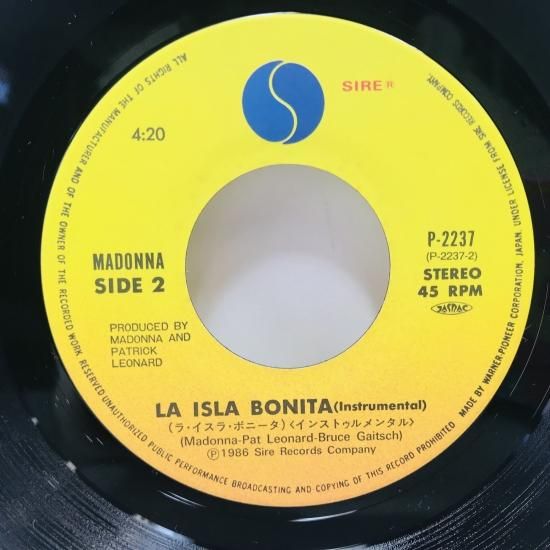 SIRE®
4:20
MADONNA
SIDE 2
P-2237
(P-2237-2)
STEREO
45 RPM
JASRAC
PRODUCED BY
MADONNA AND
PATRICK
LEONARD
LA ISLA BONITA(Instrumental)
(ラ・イスラ・ボニータ)〈インストゥルメンタル〉
(Madonna-Pat Leonard-Bruce Gaitsch)
Ⓟ1986 Sire Records Company
ALL RIGHTS OF THE MANUFACTURER AND OF THE OWNER OF THE RECORDED WORK RESERVED UNAUTHORIZED PUBLIC PERFORMANCE BROADCASTING AND COPYING OF THIS RECORD PROHIBITED MADE BY WARNER-PIONEER CORPORATION, JAPAN. UNDER LICENSE FROM SIRE RECORDS COMPANY.